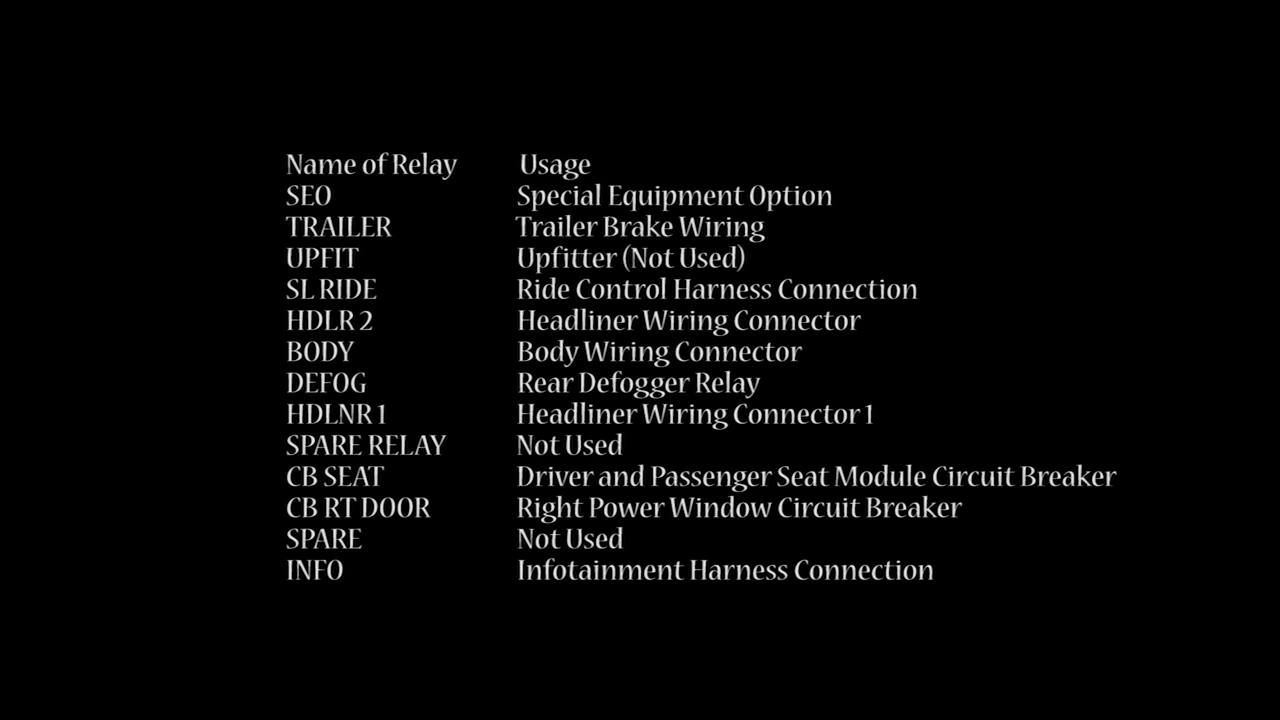 Name of Relay Usage
SEO Special Equipment Option
TRAILER Trailer Brake Wiring
UPFIT Upfitter (Not Used)
SL RIDE Ride Control Harness Connection
HDLR 2 Headliner Wiring Connector
BODY Body Wiring Connector
DEFOG Rear Defogger Relay
HDLNR 1 Headliner Wiring Connector 1
SPARE RELAY Not Used
CB SEAT Driver and Passenger Seat Module Circuit Breaker
CB RT DOOR Right Power Window Circuit Breaker
SPARE Not Used
INFO Infotainment Harness Connection